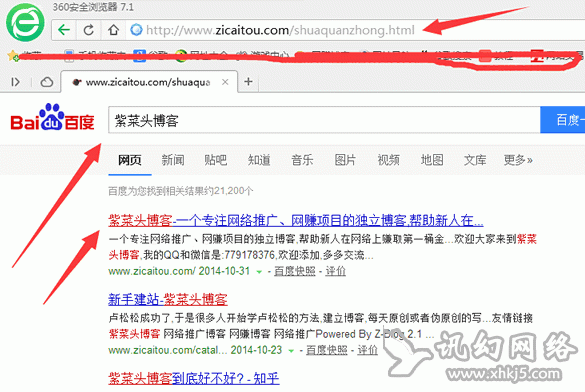 360安全浏览器 7.1
http://www.zicaitou.com/shuaquanzhong.html
www.zicaitou.com/shuaquan
Bai du 百度
紫菜头博客
百度一
网页 新闻 贴吧 知道 音乐 图片 视频 地图 文库 更多»
百度为您找到相关结果约21,200个
紫菜头博客-一个专注网络推广、网赚项目的独立博客,帮助新人在...
一个专注网络推广、网赚项目的独立博客,帮助新人在网络上赚取第一桶金...欢迎大家来到紫菜
头博客,我的QQ和微信是:779178376,欢迎添加,多多交流...
www.zicaitou.com/ 2014-10-31 - 百度快照 - 评价
新手建站-紫菜头博客
卢松松成功了,于是很多人开始学卢松松的方法,建立博客,每天原创或者伪原创的写...友情链接
紫菜头博客 网络推广博客 网赚博客 网络推广Powered By Z-Blog 2.1 ...
www.zicaitou.com/catal... 2014-10-23 - 百度快照 - 评价
紫菜头博客到底好不好? - 知乎
讯幻网络
www.xhkj5.com